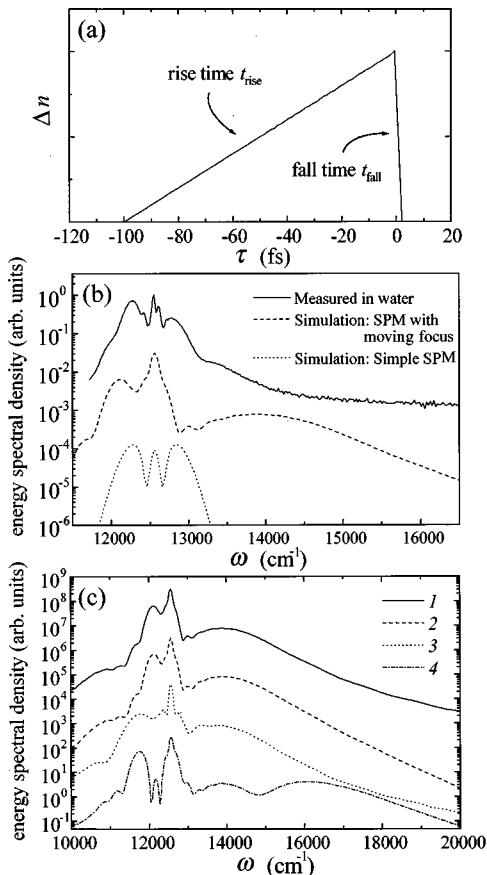 (a)
Δn
rise time t_rise
fall time t_fall
-120 -100 -80 -60 -40 -20 0 20
τ (fs)
(b)
energy spectral density (arb. units)
10^0
10^-1
10^-2
10^-3
10^-4
10^-5
10^-6
Measured in water
Simulation: SPM with
moving focus
Simulation: Simple SPM
12000 13000 14000 15000 16000
ω (cm^-1)
(c)
energy spectral density (arb. units)
10^9
10^8
10^7
10^6
10^5
10^4
10^3
10^2
10^1
10^0
10^-1
1
2
3
4
10000 12000 14000 16000 18000 20000
ω (cm^-1)